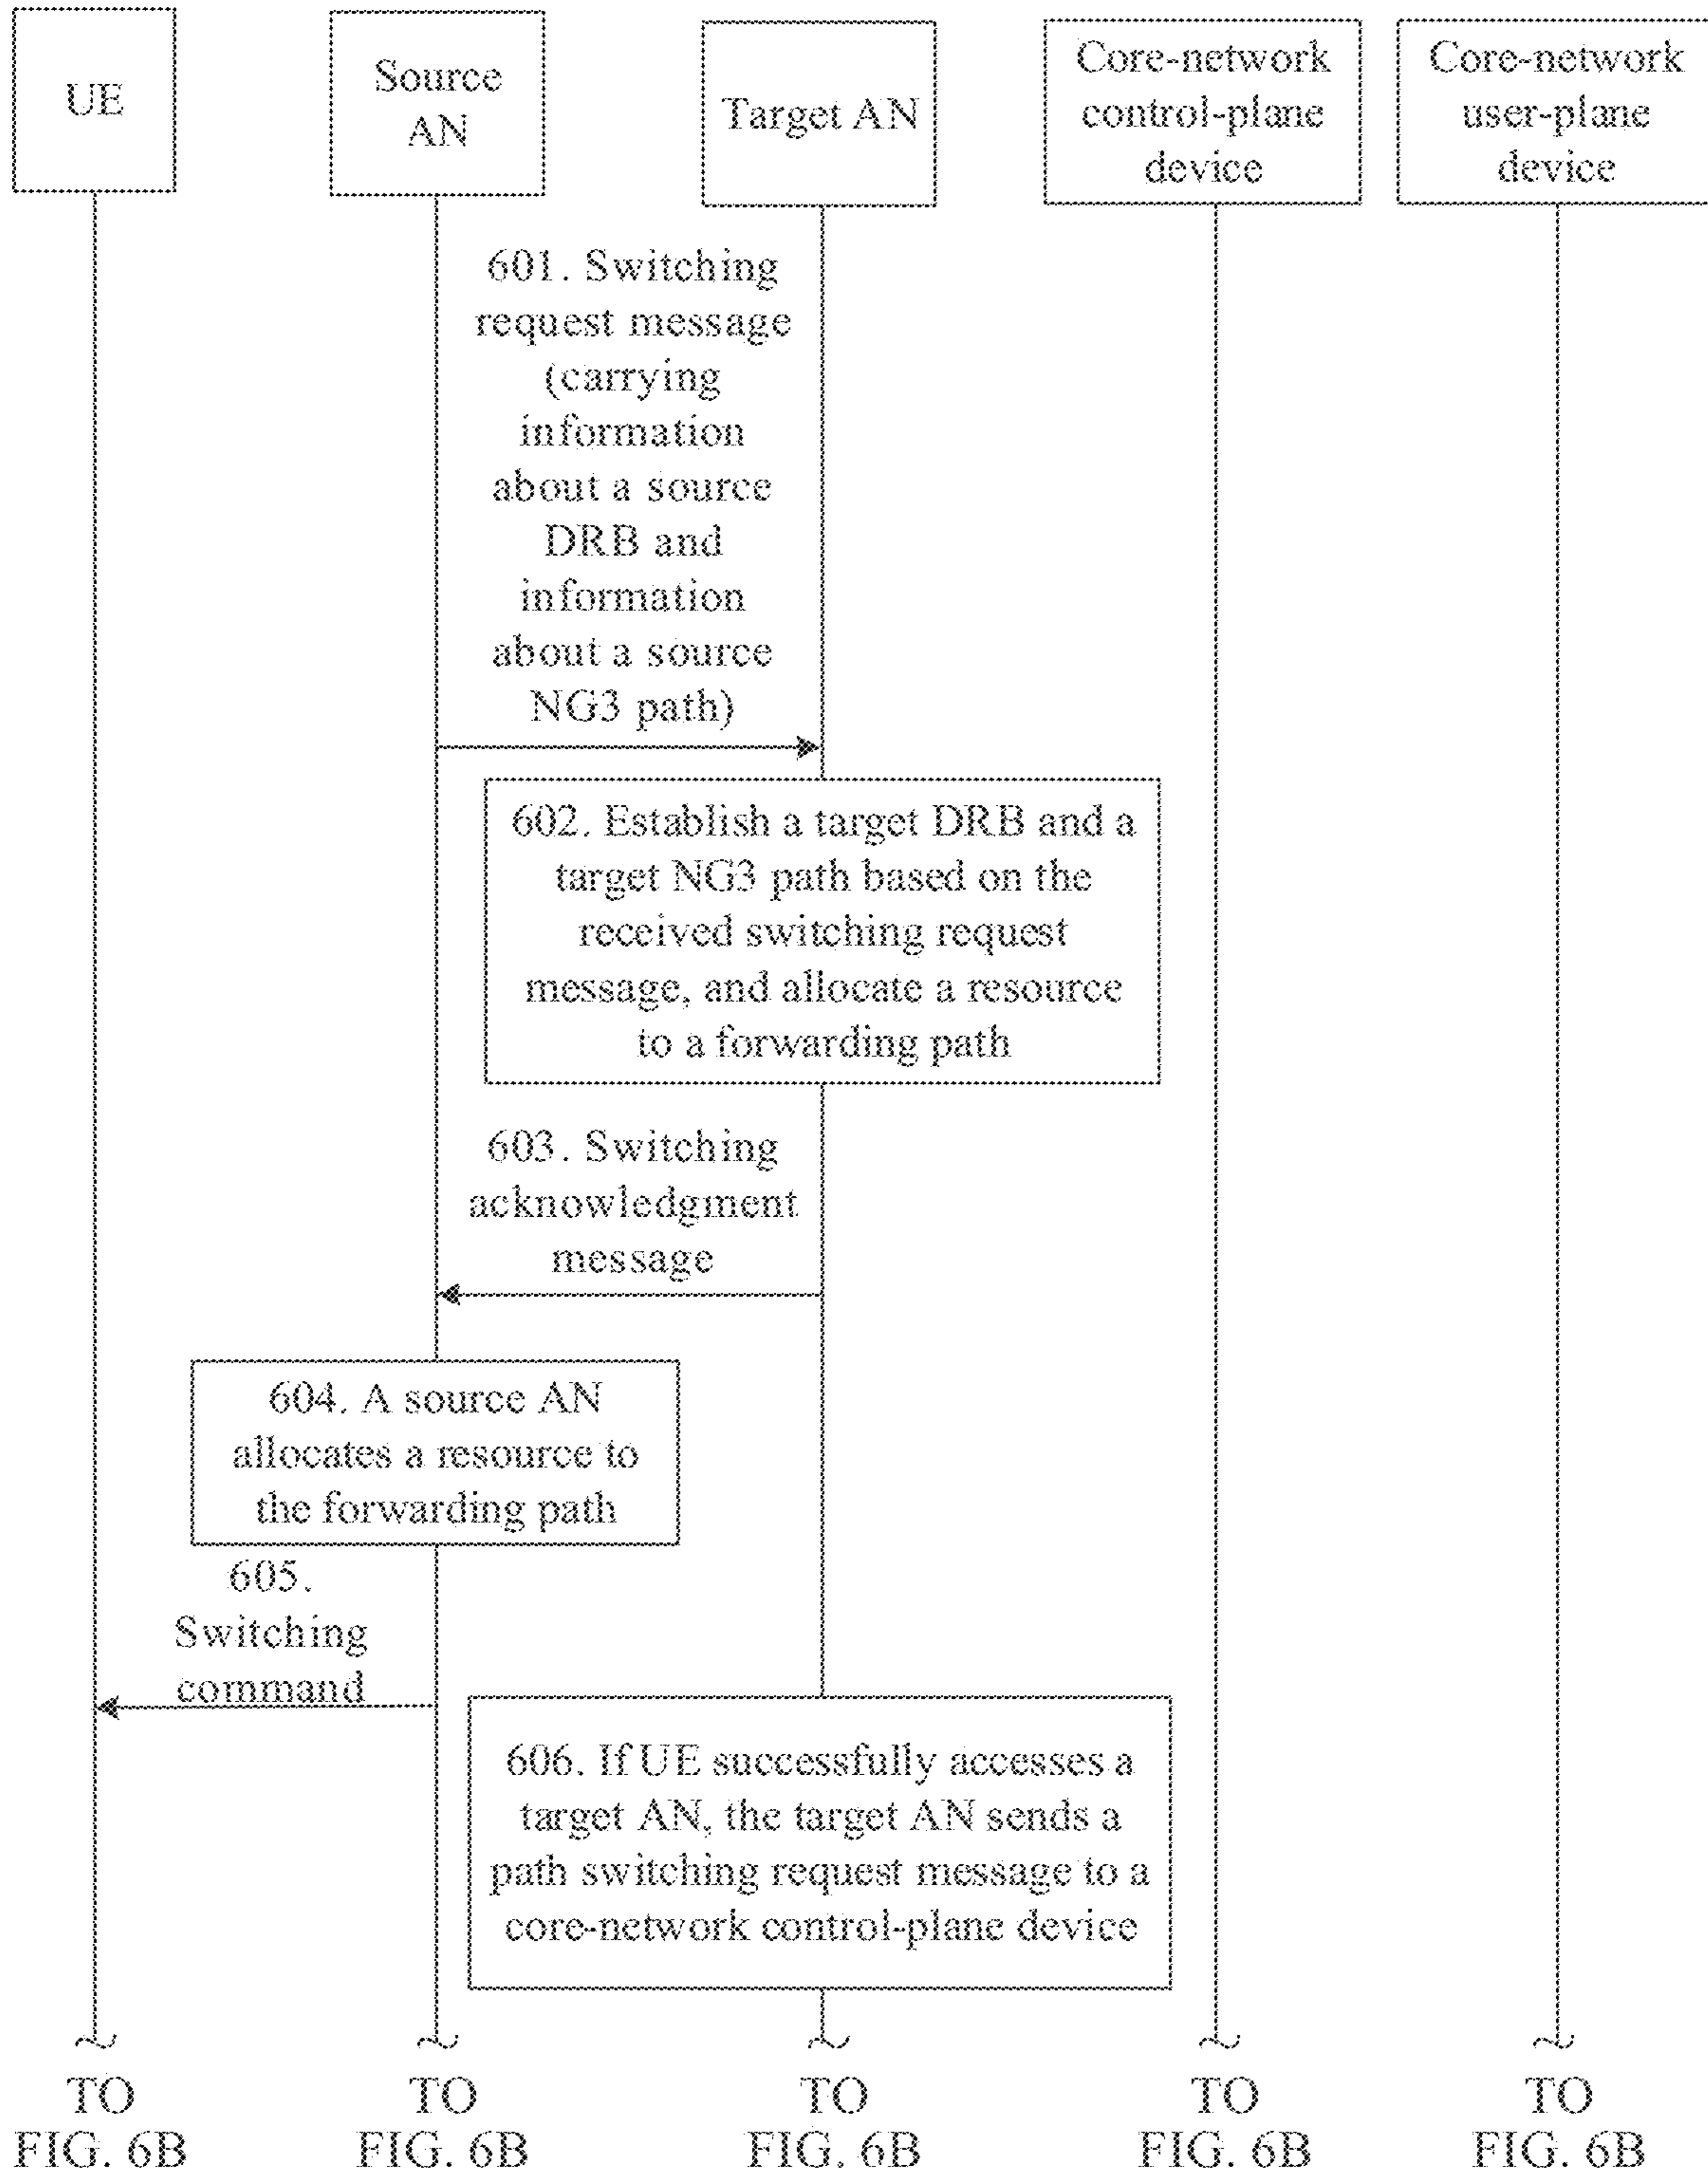 UE
Source
AN
Target AN
Core-network
control-plane
device
Core-network
user-plane
device
601. Switching
request message
(carrying
information
about a source
DRB and
information
about a source
NG3 path)
602. Establish a target DRB and a
target NG3 path based on the
received switching request
message, and allocate a resource
to a forwarding path
603. Switching
acknowledgment
message
604. A source AN
allocates a resource to
the forwarding path
605.
Switching
command
606. If UE successfully accesses a
target AN, the target AN sends a
path switching request message to a
core-network control-plane device
TO
FIG. 6B
TO
FIG. 6B
TO
FIG. 6B
TO
FIG. 6B
TO
FIG. 6B